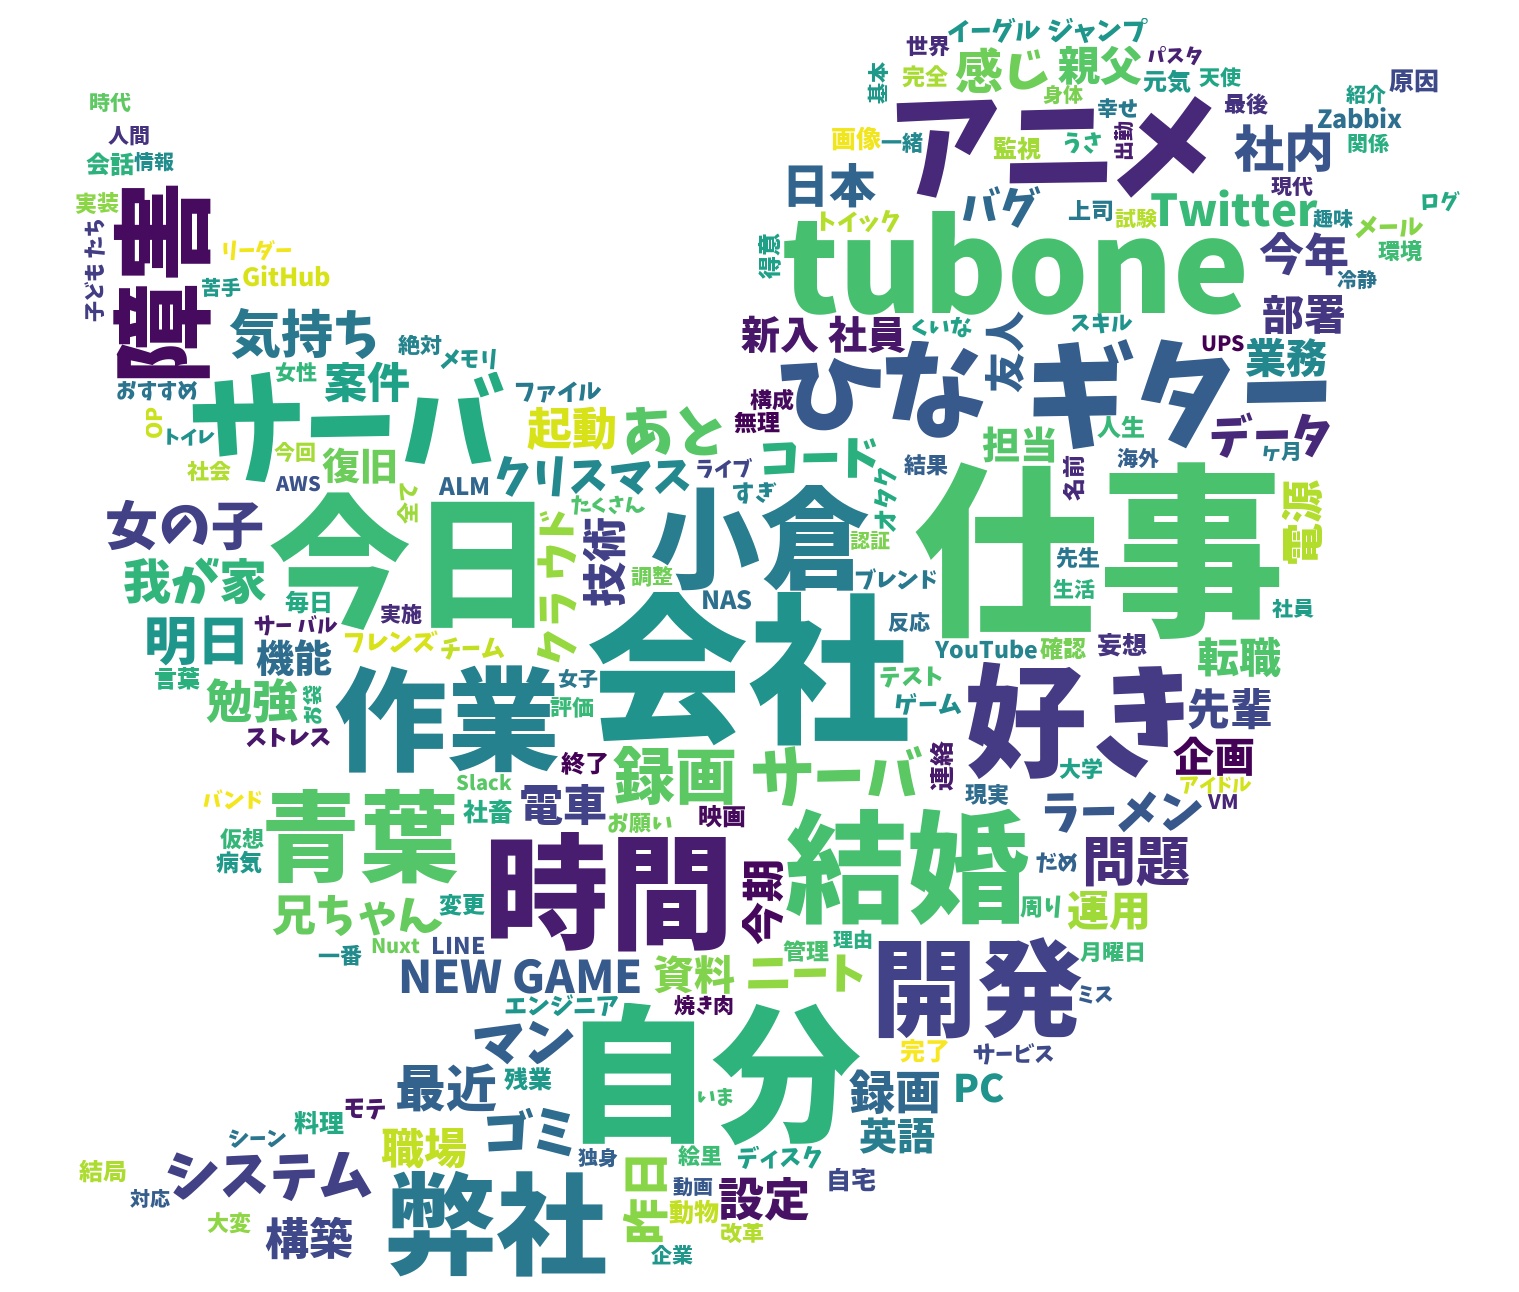 イーグル ジャンプ
世界
感じ
親父
パスタ
完全
元気
天使
基本
身体
原因
紹介
時代
アニメ
幸せ
最後
Zabbix
人間
画像
一緒
監視
うさ
出勤
社内
関係
会話
情報
日本
現代
実装
障害
バグ
上司
試験
Twitter
趣味
ログ
トイック
メール
子どもたち
リーダー
得意
tubone
今年
環境
苦手
GitHub
冷静
部署
気持ち
新入 社員
くいな
友人
スキル
絶対
メモリ
UPS
業務
女性
案件
ひな
ギター
おすすめ
サーバ
ファイル
構成
OP
起動
あと
無理
データ
トイレ
担当
人生
今回
復旧
コード
ヶ月
社会
クリスマス
ライブ
結果
海外
AWS
ALM
すぎ
オタク
名前
女の子
今日
全て
たくさん
小倉
仕事
電源
クラウド
技術
認証
我が家
調整
ブレンド
先生
毎日
実施
NAS
生活
社員
サーバル
会社
反応
明日
機能
フレンズ
チーム
YouTube
確認
妄想
転職
言葉
作業
女子
テスト
好き
勉強
お袋
評価
ゲーム
先輩
ストレス
終了
録画
サーバ
連絡
大学
企画
アイドル
バンド
Slack
現実
VM
青葉
社畜
電車
お願い
映画
ラーメン
仮想
病気
時間
今期
結婚
だめ
問題
兄ちゃん
変更
周り
運用
一番
Nuxt
LINE
管理
理由
月曜日
NEW GAME
資料
ニート
開発
エンジニア
焼き肉
ミス
マン
自分
完了
サービス
最近
残業
いま
録画
PC
モテ
料理
ゴミ
英語
シーン
職場
独身
絵里
ディスク
結局
システム
昨日
動画
設定
自宅
対応
弊社
動物
大変
構築
改革
企業